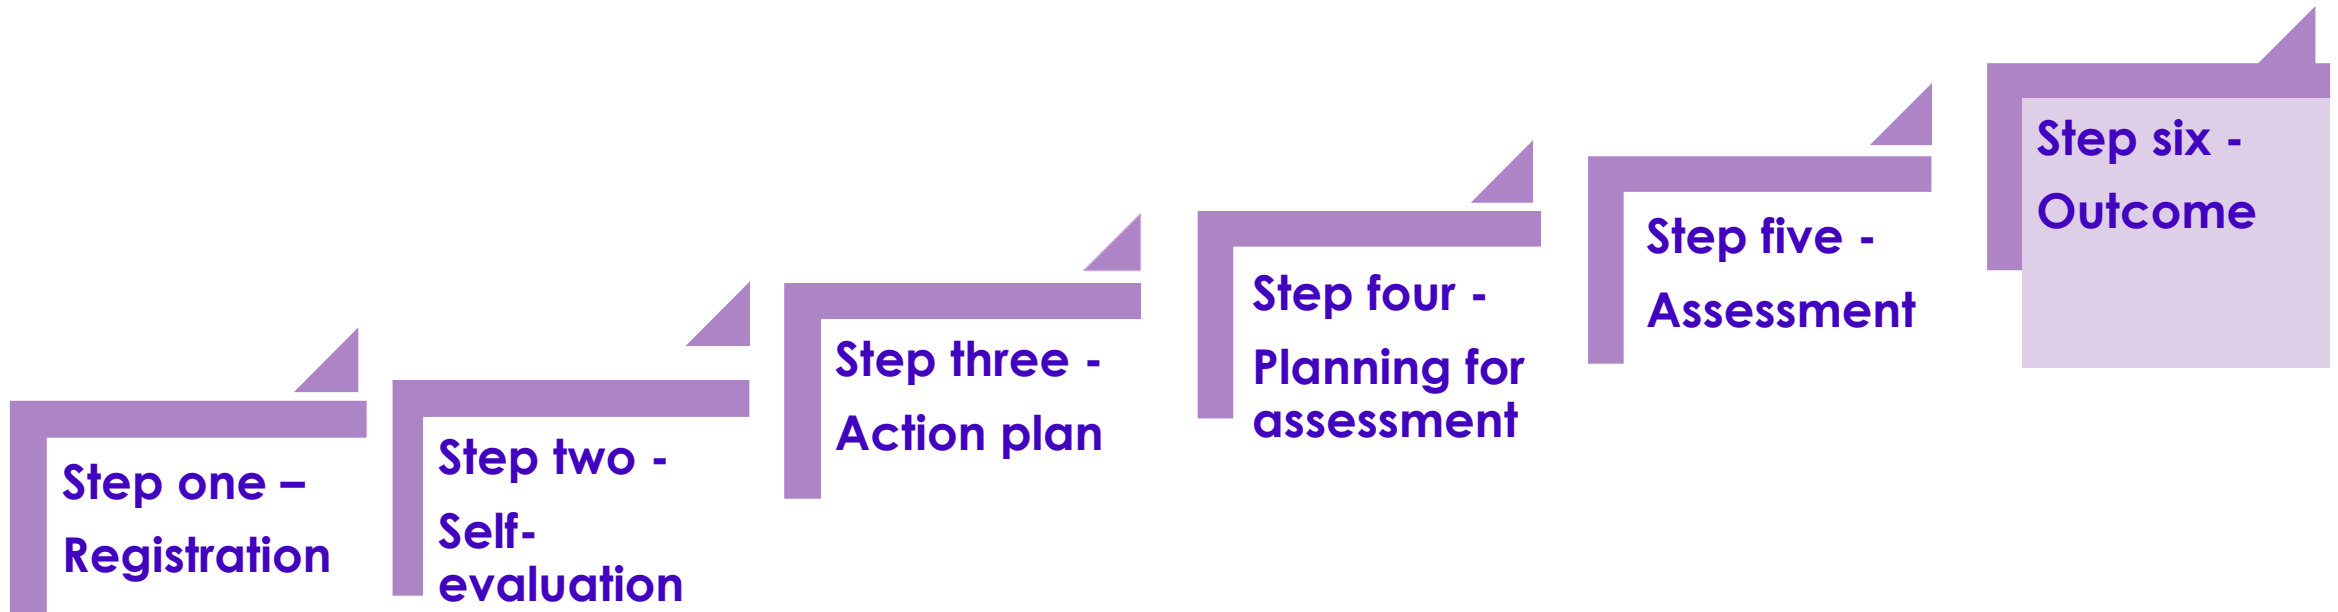 Step one –
Registration
Step two -
Self-
evaluation
Step three -
Action plan
Step four -
Planning for
assessment
Step five -
Assessment
Step six -
Outcome